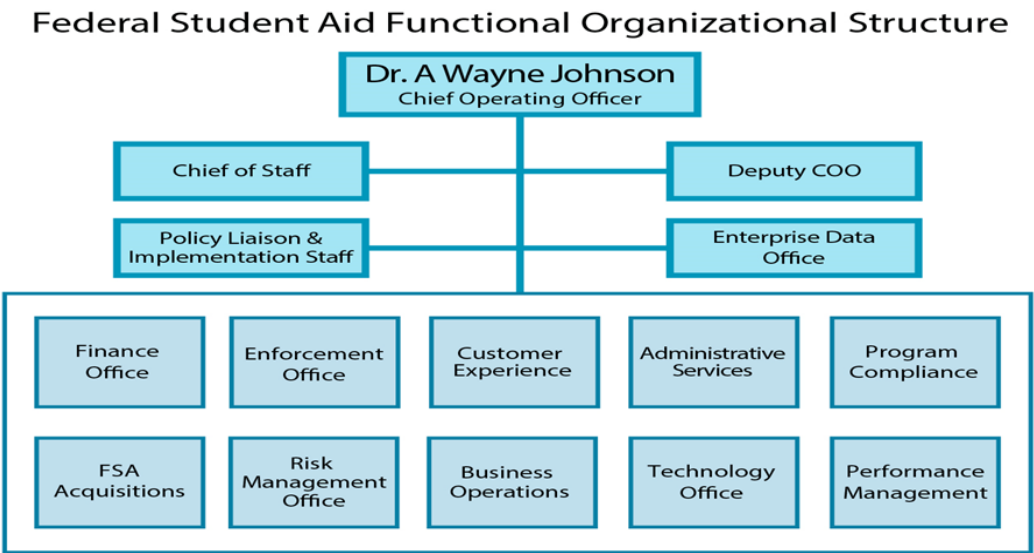 Federal Student Aid Functional Organizational Structure
Dr. A Wayne Johnson
Chief Operating Officer
Chief of Staff
Deputy COO
Policy Liaison &
Implementation Staff
Enterprise Data
Office
Finance
Office
Enforcement
Office
Customer
Experience
Administrative
Services
Program
Compliance
FSA
Acquisitions
Risk
Management
Office
Business
Operations
Technology
Office
Performance
Management